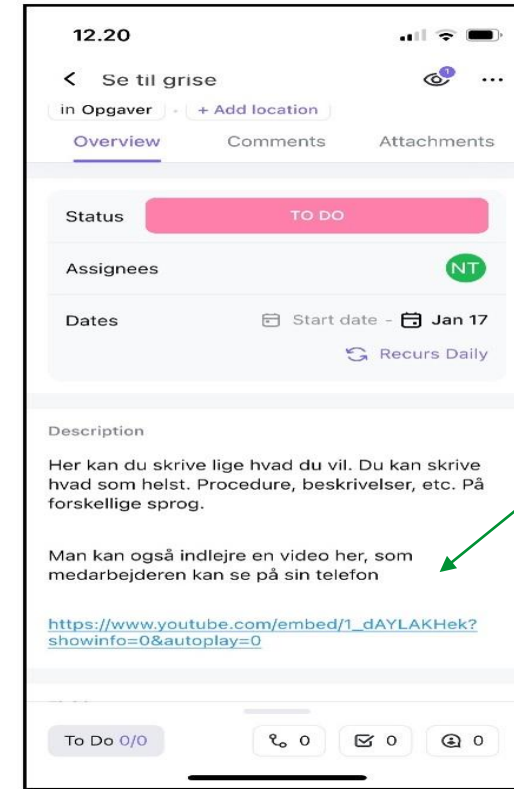 12.20
Se til grise
1
in Opgaver
+ Add location
Overview Comments Attachments
Status TO DO
Assignees NT
Dates Start date - Jan 17
Recurs Daily
Description
Her kan du skrive lige hvad du vil. Du kan skrive
hvad som helst. Procedure, beskrivelser, etc. På
forskellige sprog.
Man kan også indlejre en video her, som
medarbejderen kan se på sin telefon
https://www.youtube.com/embed/1_dAYLAKHek?
showinfo=0&autoplay=0
To Do 0/0 0 0 0